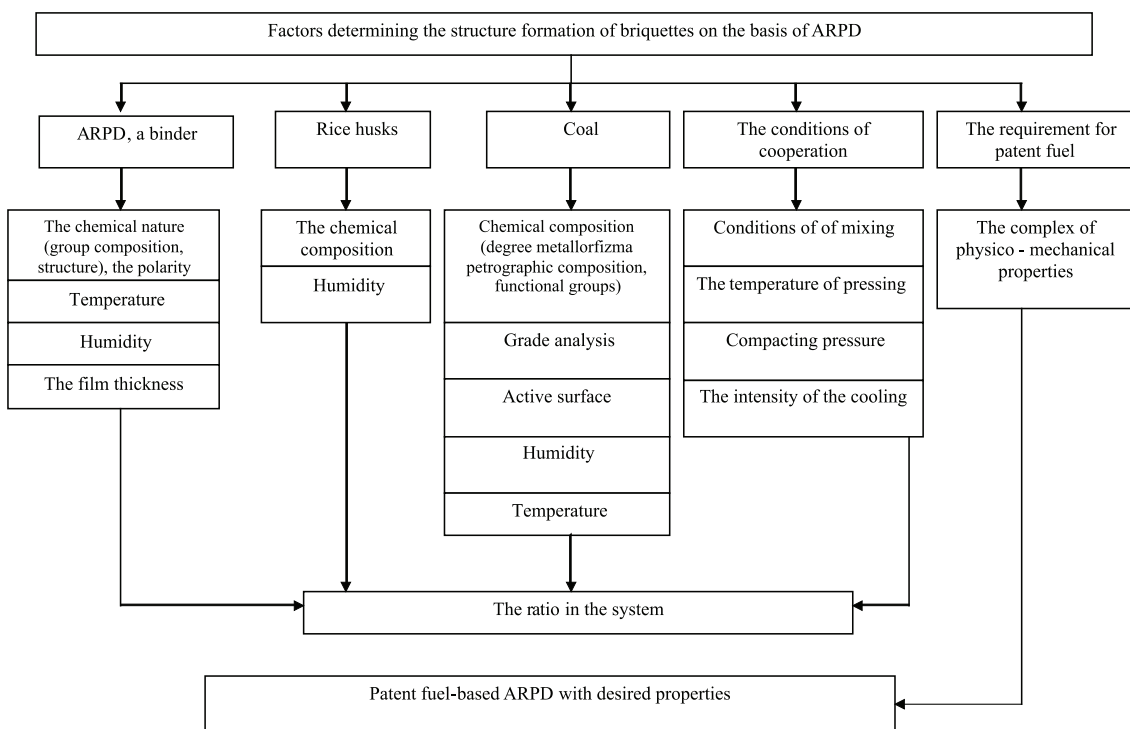 Factors determining the structure formation of briquettes on the basis of ARPD
ARPD, a binder
Rice husks
Coal
The conditions of
cooperation
The requirement for
patent fuel
The chemical nature
(group composition,
structure), the polarity
Temperature
Humidity
The film thickness
The chemical
composition
Humidity
Chemical composition
(degree metallorfizma
petrographic composition,
functional groups)
Grade analysis
Active surface
Humidity
Temperature
Conditions of of mixing
The temperature of pressing
Compacting pressure
The intensity of the cooling
The complex of
physico - mechanical
properties
The ratio in the system
Patent fuel-based ARPD with desired properties